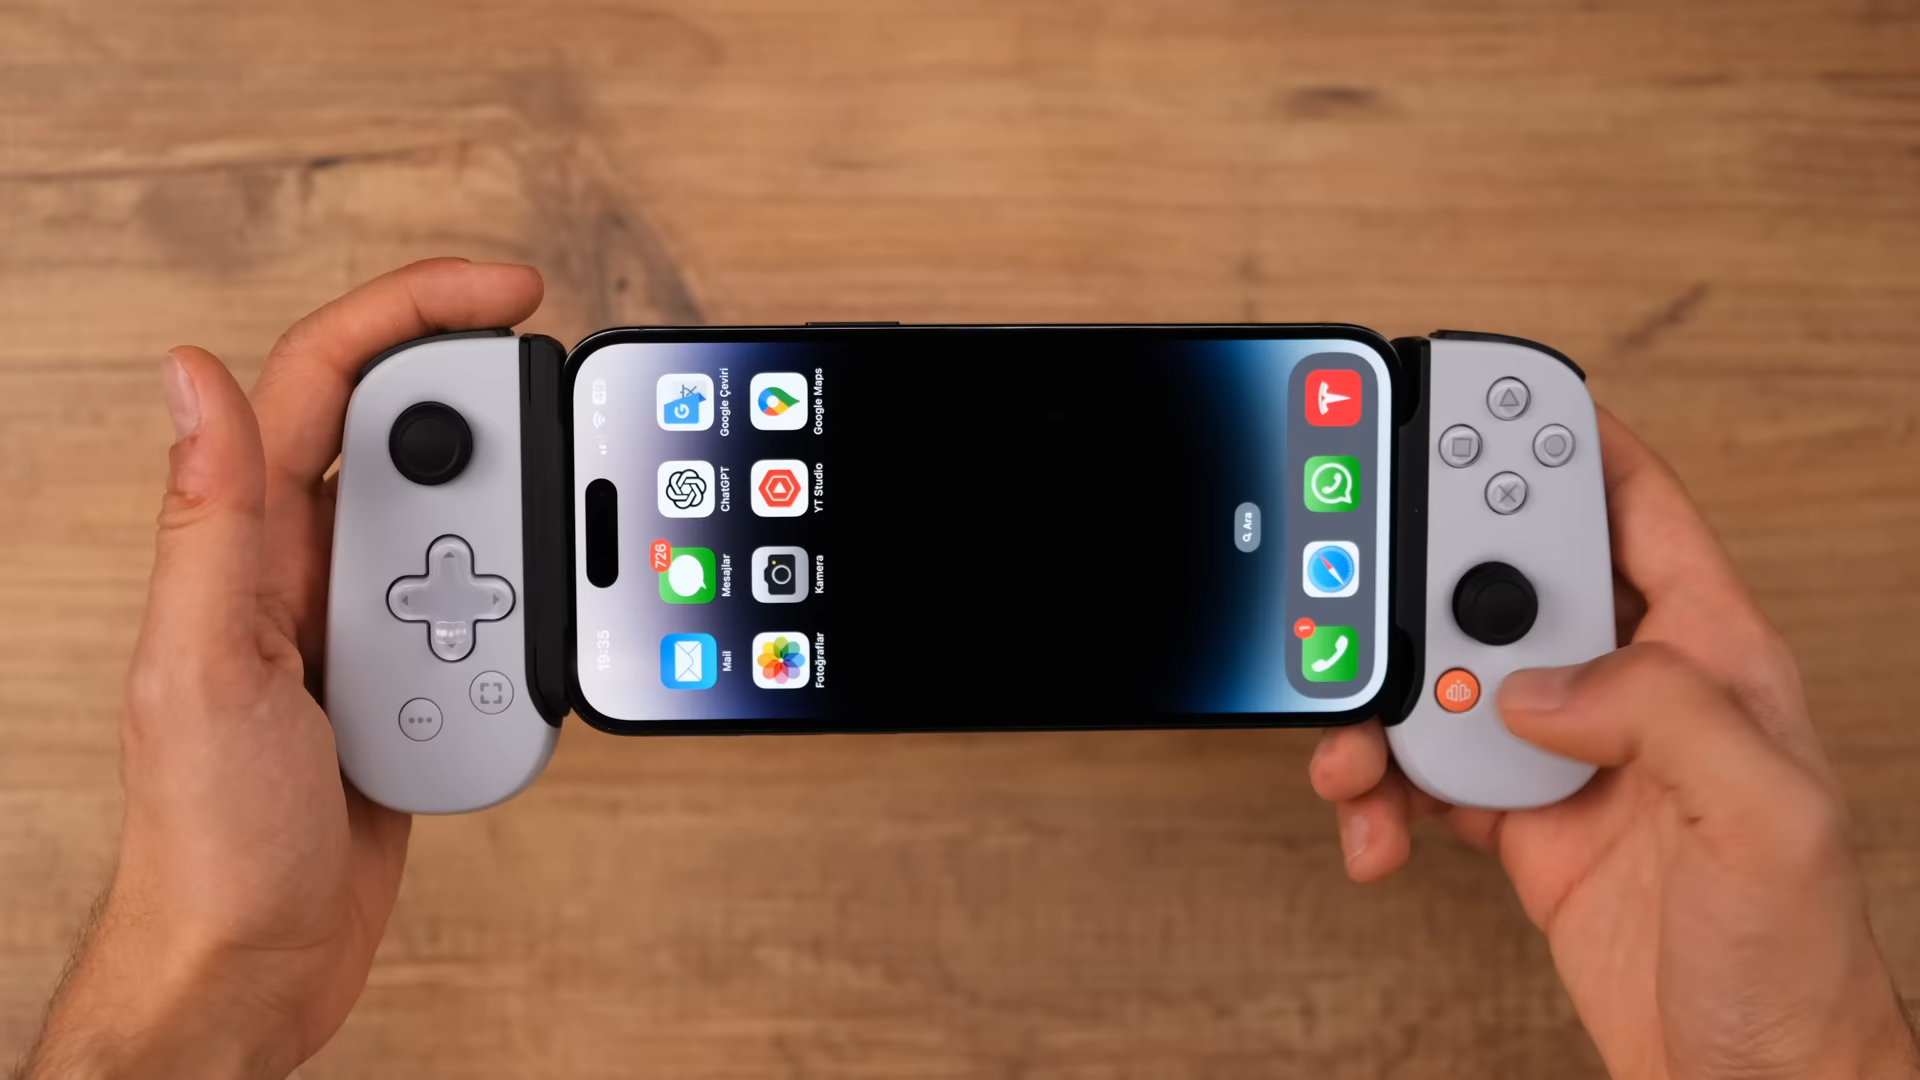 19:35
Mail
Mesajlar
726
ChatGPT
Google Çeviri
Fotoğraflar
Kamera
YT Studio
Google Maps
Ara
1